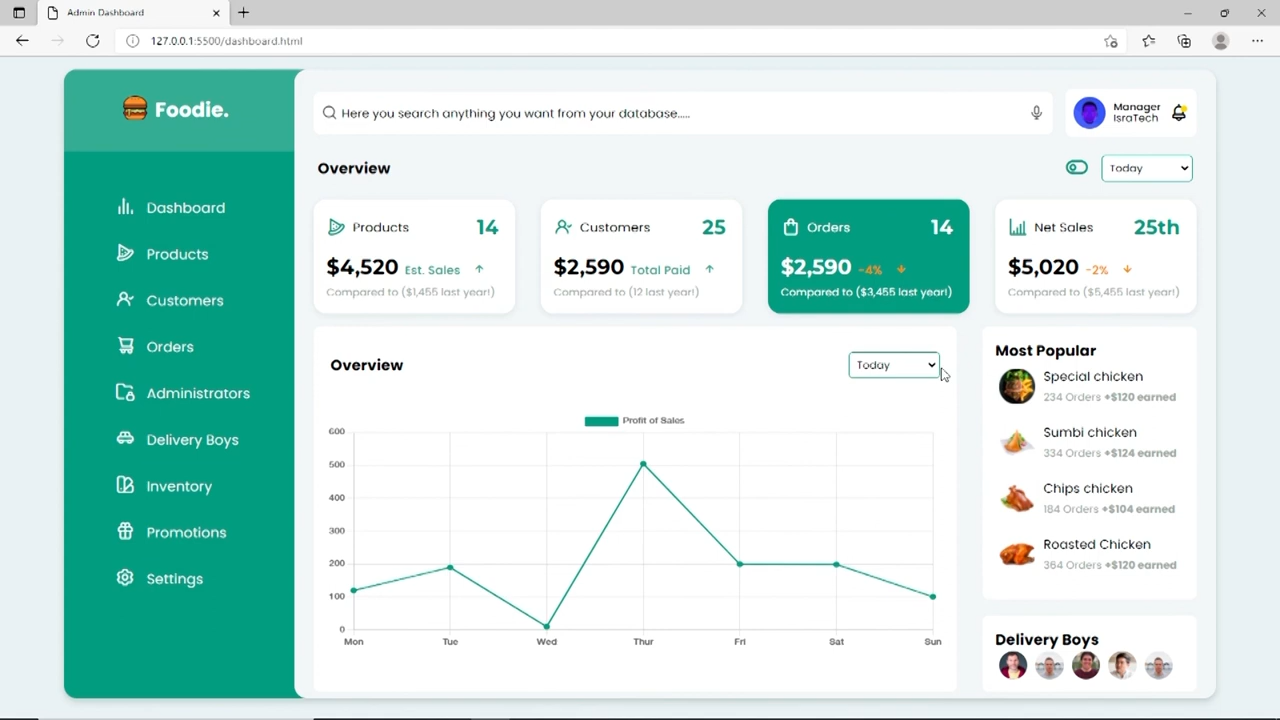 Admin Dashboard
127.0.0.1:5500/dashboard.html
Foodie.
Dashboard
Products
Customers
Orders
Administrators
Delivery Boys
Inventory
Promotions
Settings
Here you search anything you want from your database.....
Manager
IsraTech
Overview
Today
Products 14
$4,520 Est. Sales
Compared to ($1,455 last year!)
Customers 25
$2,590 Total Paid
Compared to (12 last year!)
Orders 14
$2,590 -4%
Compared to ($3,455 last year!)
Net Sales 25th
$5,020 -2%
Compared to ($5,455 last year!)
Overview
Today
Profit of Sales
600
500
400
300
200
100
0
Mon Tue Wed Thur Fri Sat Sun
Most Popular
Special chicken
234 Orders +$120 earned
Sumbi chicken
334 Orders +$124 earned
Chips chicken
184 Orders +$104 earned
Roasted Chicken
364 Orders +$120 earned
Delivery Boys